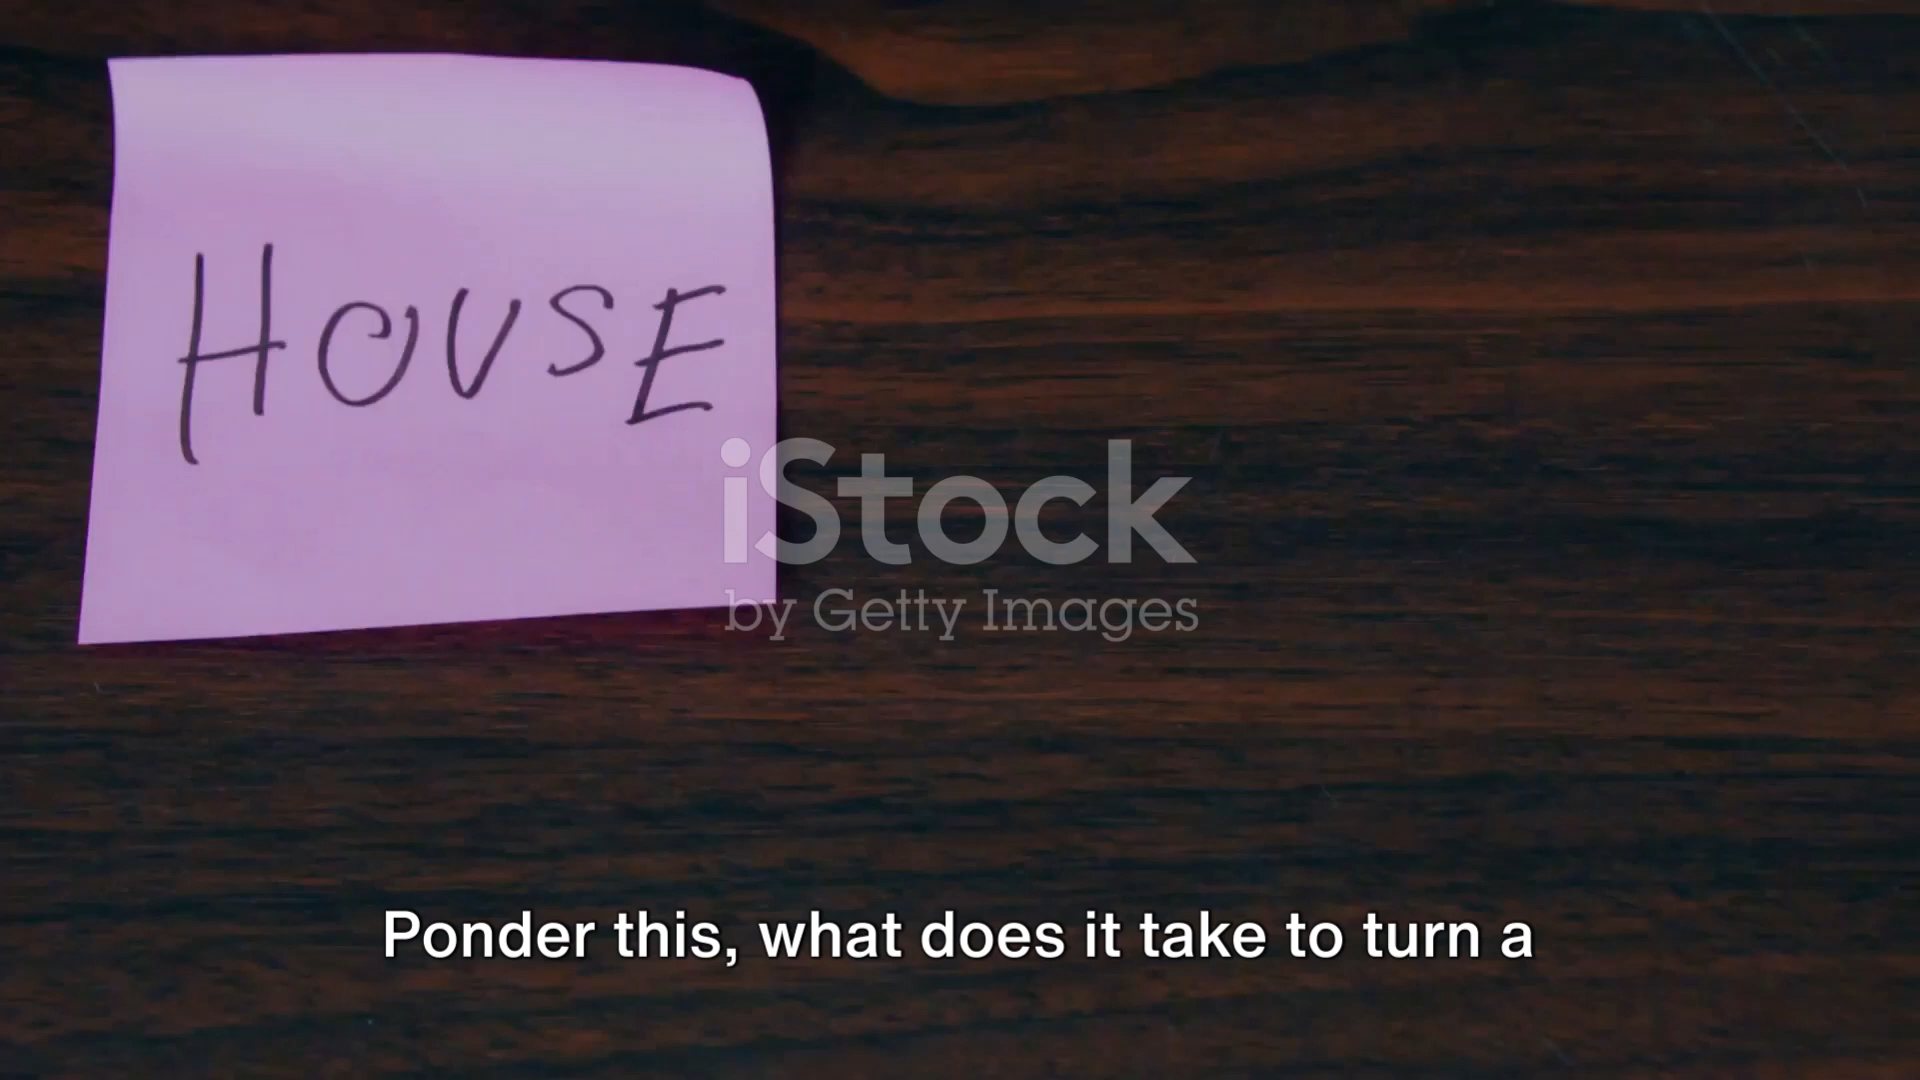 HOUSE
iStock
by Getty Images
Ponder this, what does it take to turn a